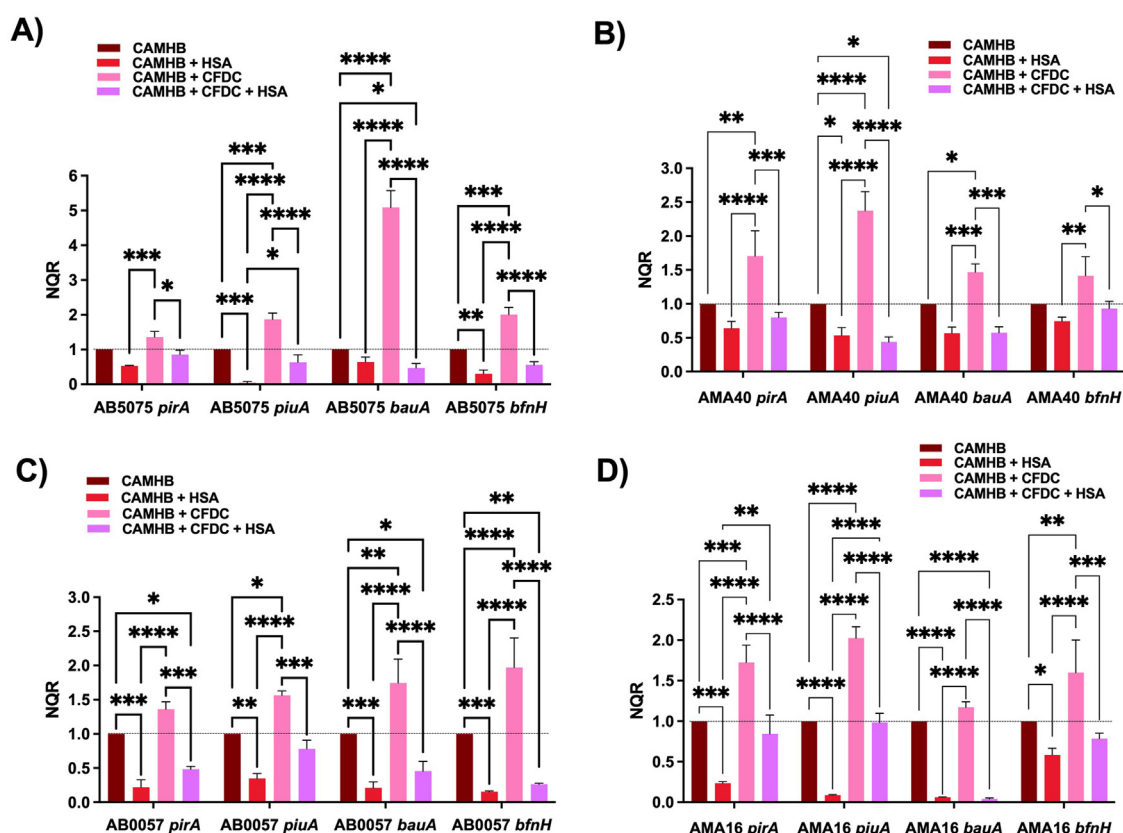 A)
CAMHB
CAMHB + HSA
CAMHB + CFDC
CAMHB + CFDC + HSA
**** 
*
*** **** ***
**** **** ***
*** **** * ****
*** * ** ****
NQR
6
5
4
3
2
1
0
AB5075 pirA AB5075 piuA AB5075 bauA AB5075 bfnH
B)
CAMHB
CAMHB + HSA
CAMHB + CFDC
CAMHB + CFDC + HSA
*
****
** * **** *
*** **** *** *
**** *** **
NQR
3.0
2.5
2.0
1.5
1.0
0.5
0.0
AMA40 pirA AMA40 piuA AMA40 bauA AMA40 bfnH
C)
CAMHB
CAMHB + HSA
CAMHB + CFDC
CAMHB + CFDC + HSA
**
* ****
* * ** ****
**** **** **** ****
*** *** **** ***
*** **
NQR
3.0
2.5
2.0
1.5
1.0
0.5
0.0
AB0057 pirA AB0057 piuA AB0057 bauA AB0057 bfnH
D)
CAMHB
CAMHB + HSA
CAMHB + CFDC
CAMHB + CFDC + HSA
****
** **** **
*** **** **** ***
**** **** **** ****
**** **** **** *
*** ****
NQR
2.5
2.0
1.5
1.0
0.5
0.0
AMA16 pirA AMA16 piuA AMA16 bauA AMA16 bfnH